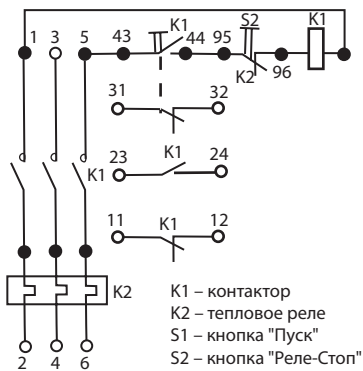 S2 K1
1 3 5 43 K1 44 95 K2 96
31 32
K1 23 K1 24
11 K1 12
K2
2 4 6
K1 – контактор
K2 – тепловое реле
S1 – кнопка "Пуск"
S2 – кнопка "Реле-Стоп"